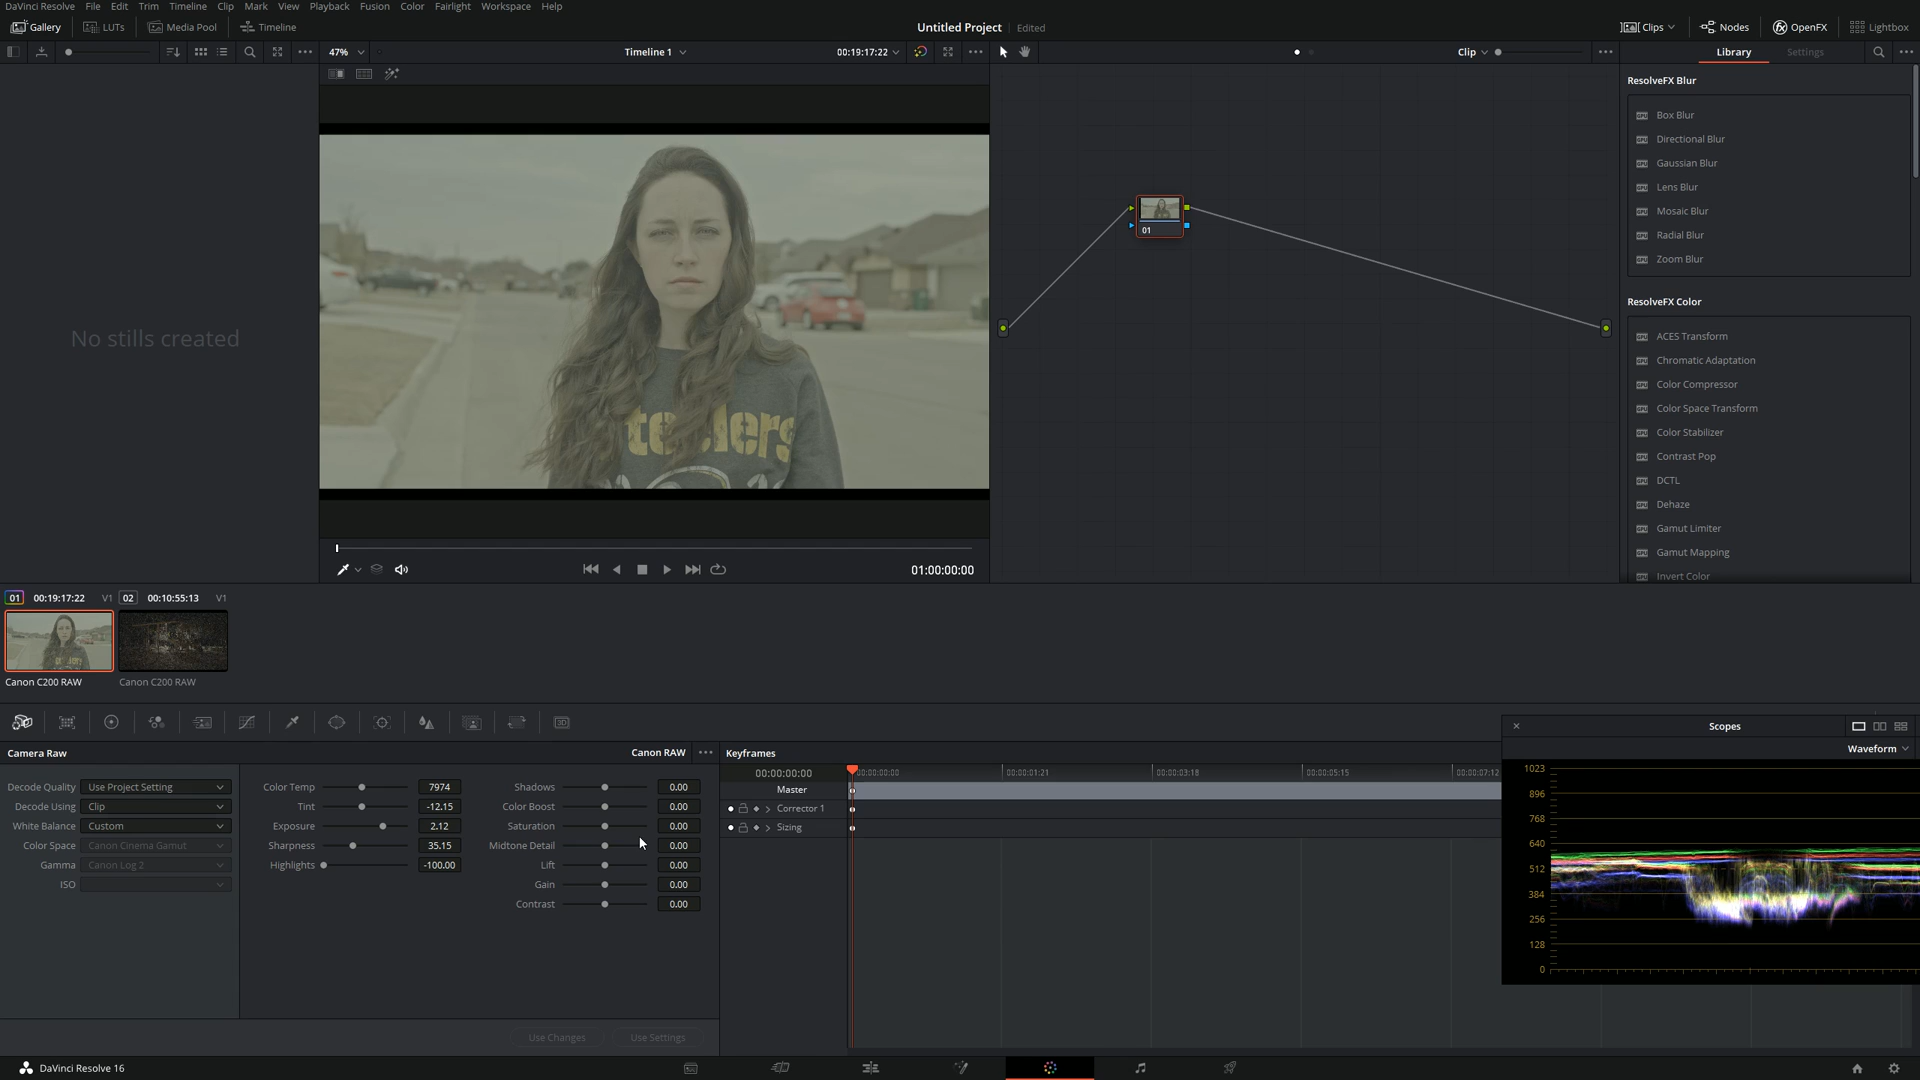 DaVinci Resolve File Edit Trim Timeline Clip Mark View Playback Fusion Color Fairlight Workspace Help
Gallery LUTs Media Pool Timeline Untitled Project Edited Clips Nodes OpenFX Lightbox
47% Timeline 1 00:19:17:22 Clip Library Settings
ResolveFX Blur
Box Blur
Directional Blur
Gaussian Blur
Lens Blur
Mosaic Blur
Radial Blur
Zoom Blur
ResolveFX Color
ACES Transform
Chromatic Adaptation
Color Compressor
Color Space Transform
Color Stabilizer
Contrast Pop
DCTL
Dehaze
Gamut Limiter
Gamut Mapping
Invert Color
No stills created
teelers
01
01:00:00:00
01 00:19:17:22 V1 02 00:10:55:13 V1
Canon C200 RAW Canon C200 RAW
Camera Raw Canon RAW
Decode Quality Use Project Setting
Decode Using Clip
White Balance Custom
Color Space Canon Cinema Gamut
Gamma Canon Log 2
ISO
Color Temp 7974
Tint -12.15
Exposure 2.12
Sharpness 35.15
Highlights -100.00
Shadows 0.00
Color Boost 0.00
Saturation 0.00
Midtone Detail 0.00
Lift 0.00
Gain 0.00
Contrast 0.00
Use Changes Use Settings
Keyframes
00:00:00:00 00:00:00:00 00:00:01:21 00:00:03:18 00:00:05:15 00:00:07:12
Master
Corrector 1
Sizing
Scopes
Waveform
1023
896
768
640
512
384
256
128
0
DaVinci Resolve 16